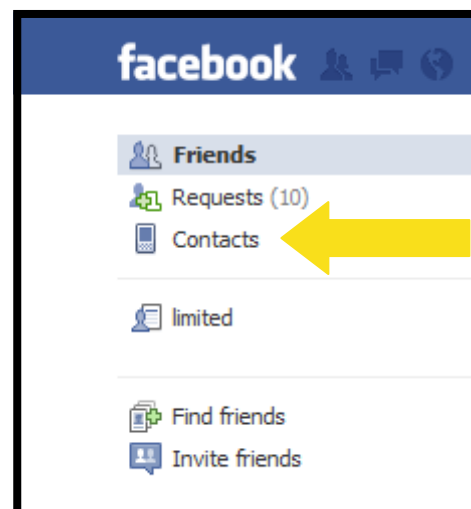 facebook
Friends
Requests (10)
Contacts
limited
Find friends
Invite friends